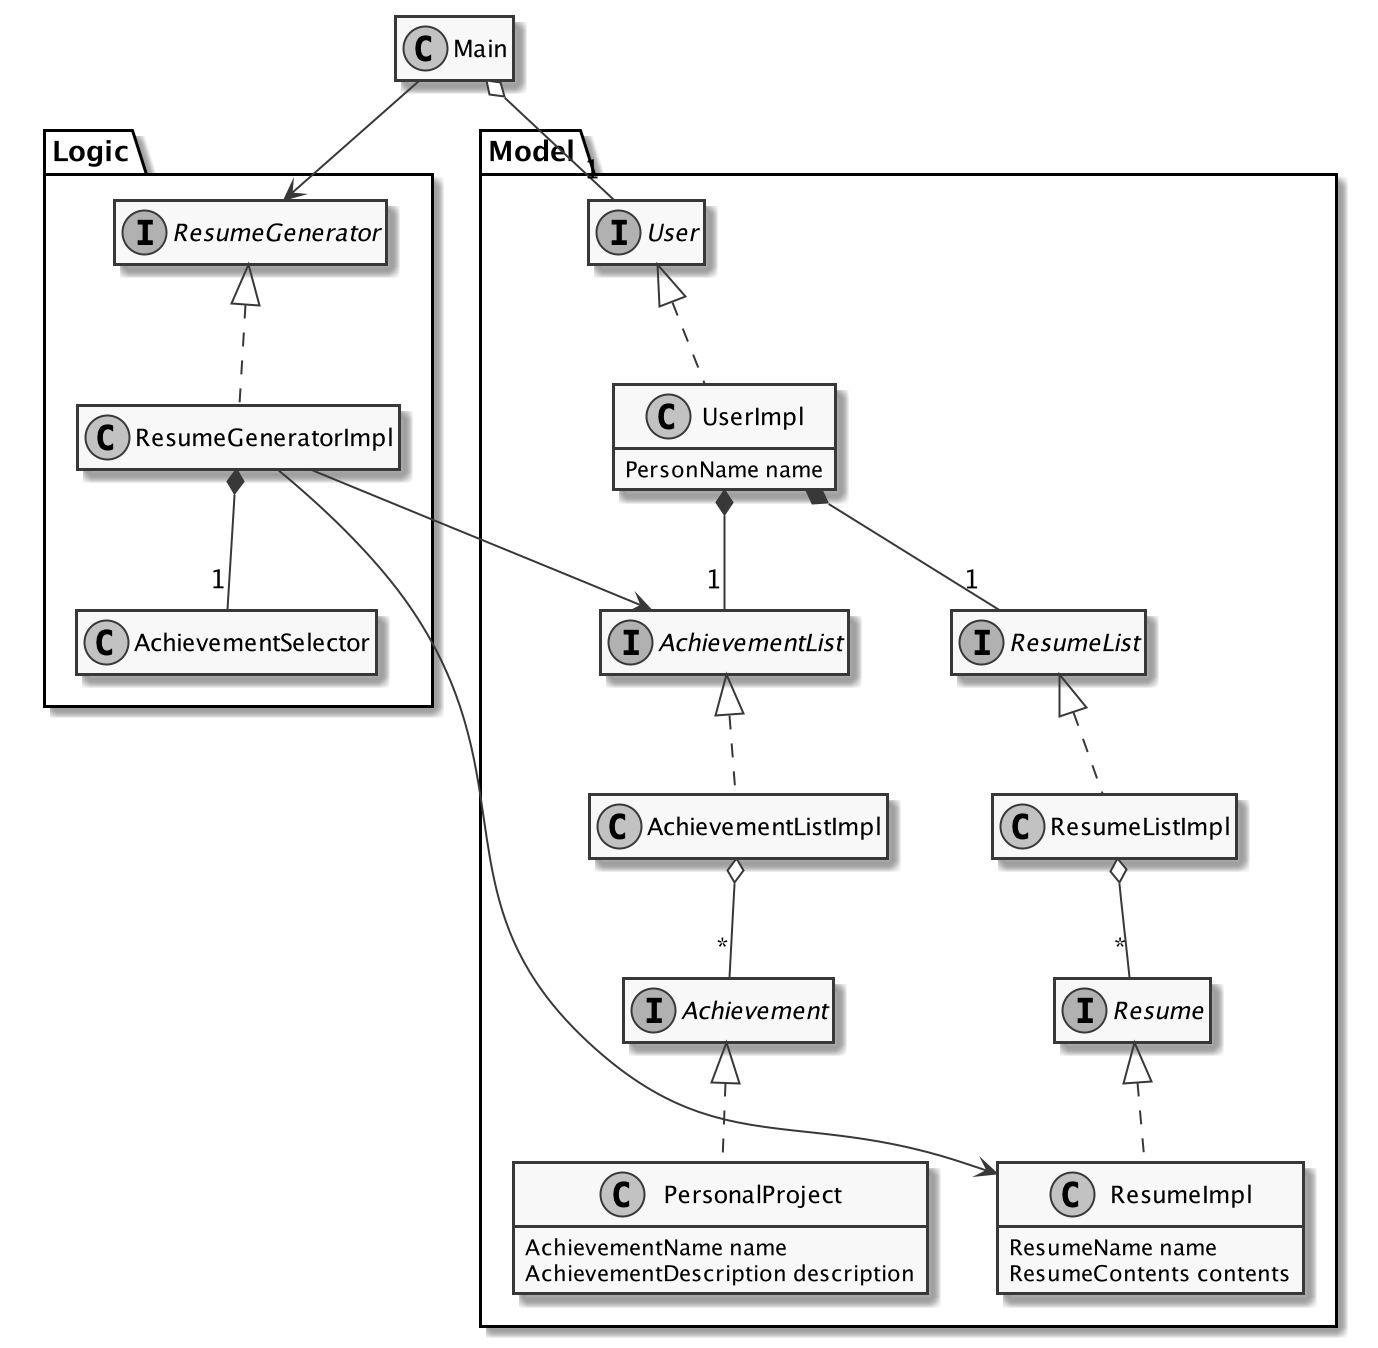 C Main
Logic
Model
1
I ResumeGenerator
I User
C UserImpl
PersonName name
C ResumeGeneratorImpl
1
1
1
C AchievementSelector
I AchievementList
I ResumeList
C AchievementListImpl
C ResumeListImpl
*
*
I Achievement
I Resume
C PersonalProject
AchievementName name
AchievementDescription description
C ResumeImpl
ResumeName name
ResumeContents contents